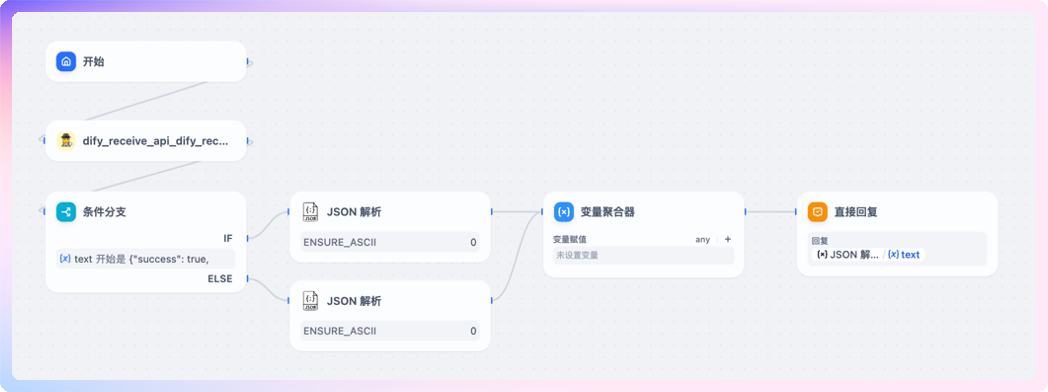 开始
dify_receive_api_dify_rec...
条件分支
IF
text 开始是 {"success": true,
ELSE
JSON 解析
ENSURE_ASCII 0
JSON 解析
ENSURE_ASCII 0
变量聚合器
变量赋值 any +
未设置变量
直接回复
回复
{x} JSON 解... / {x} text